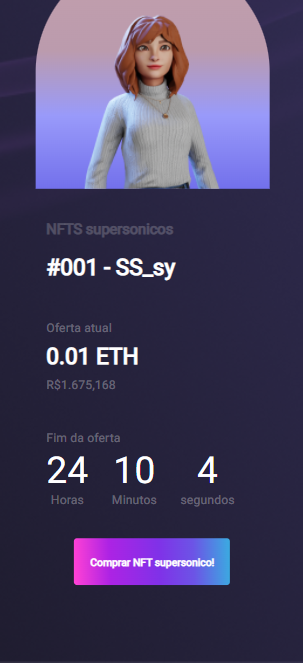 NFTS supersonicos
#001 - SS_sy
Oferta atual
0.01 ETH
R$1.675,168
Fim da oferta
24 10 4
Horas Minutos segundos
Comprar NFT supersonico!